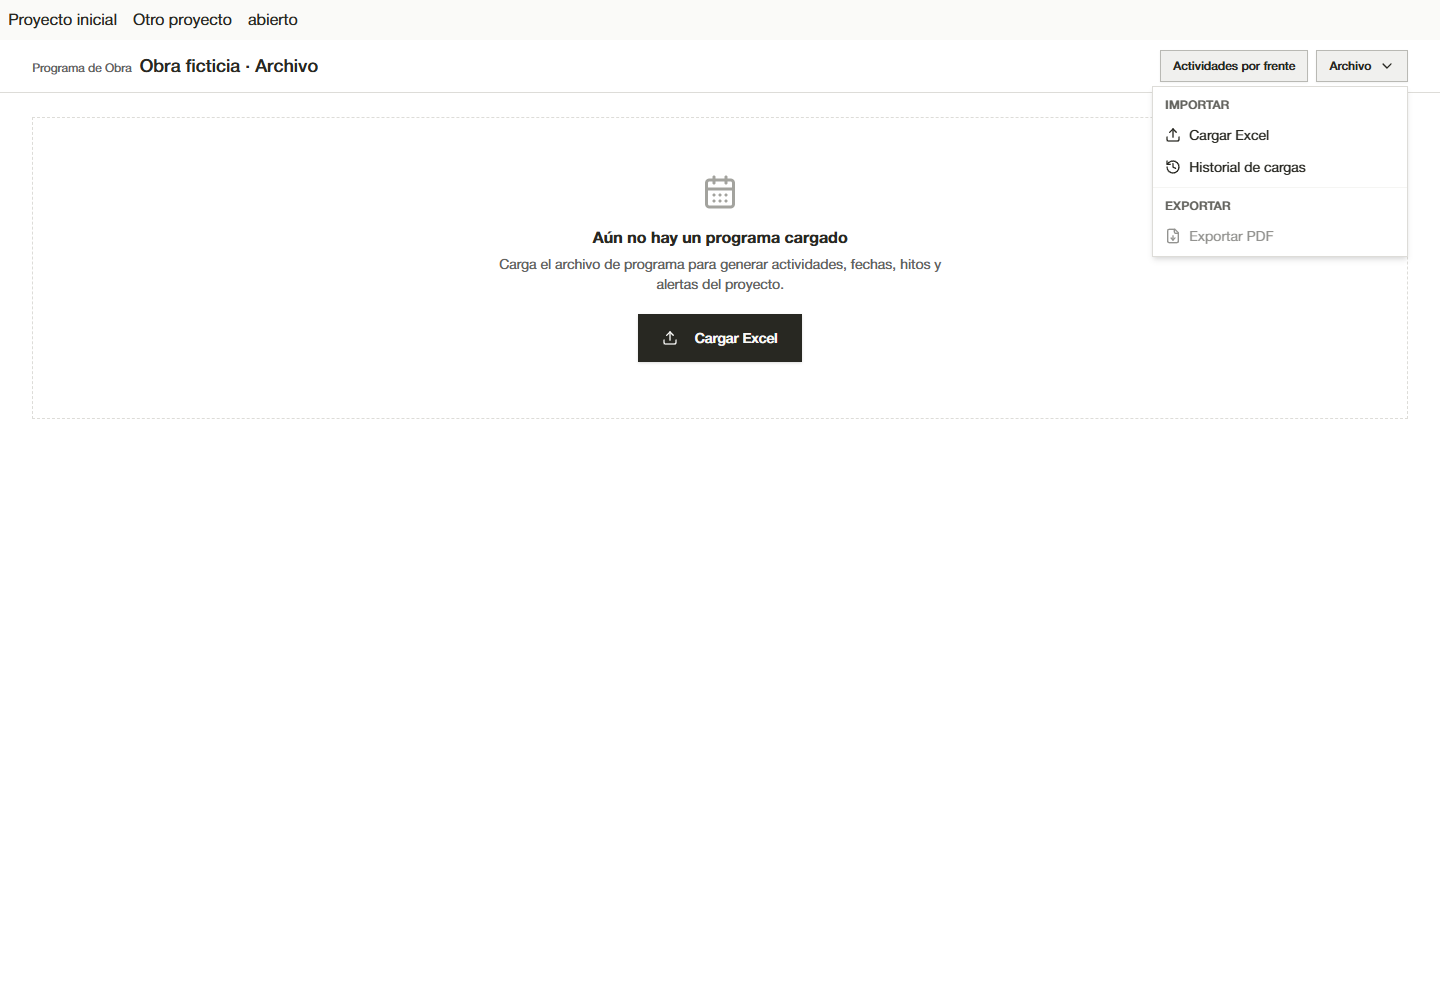 Proyecto inicial Otro proyecto abierto
Programa de Obra Obra ficticia · Archivo
Actividades por frente Archivo
IMPORTAR
Cargar Excel
Historial de cargas
EXPORTAR
Exportar PDF
Aún no hay un programa cargado
Carga el archivo de programa para generar actividades, fechas, hitos y
alertas del proyecto.
Cargar Excel